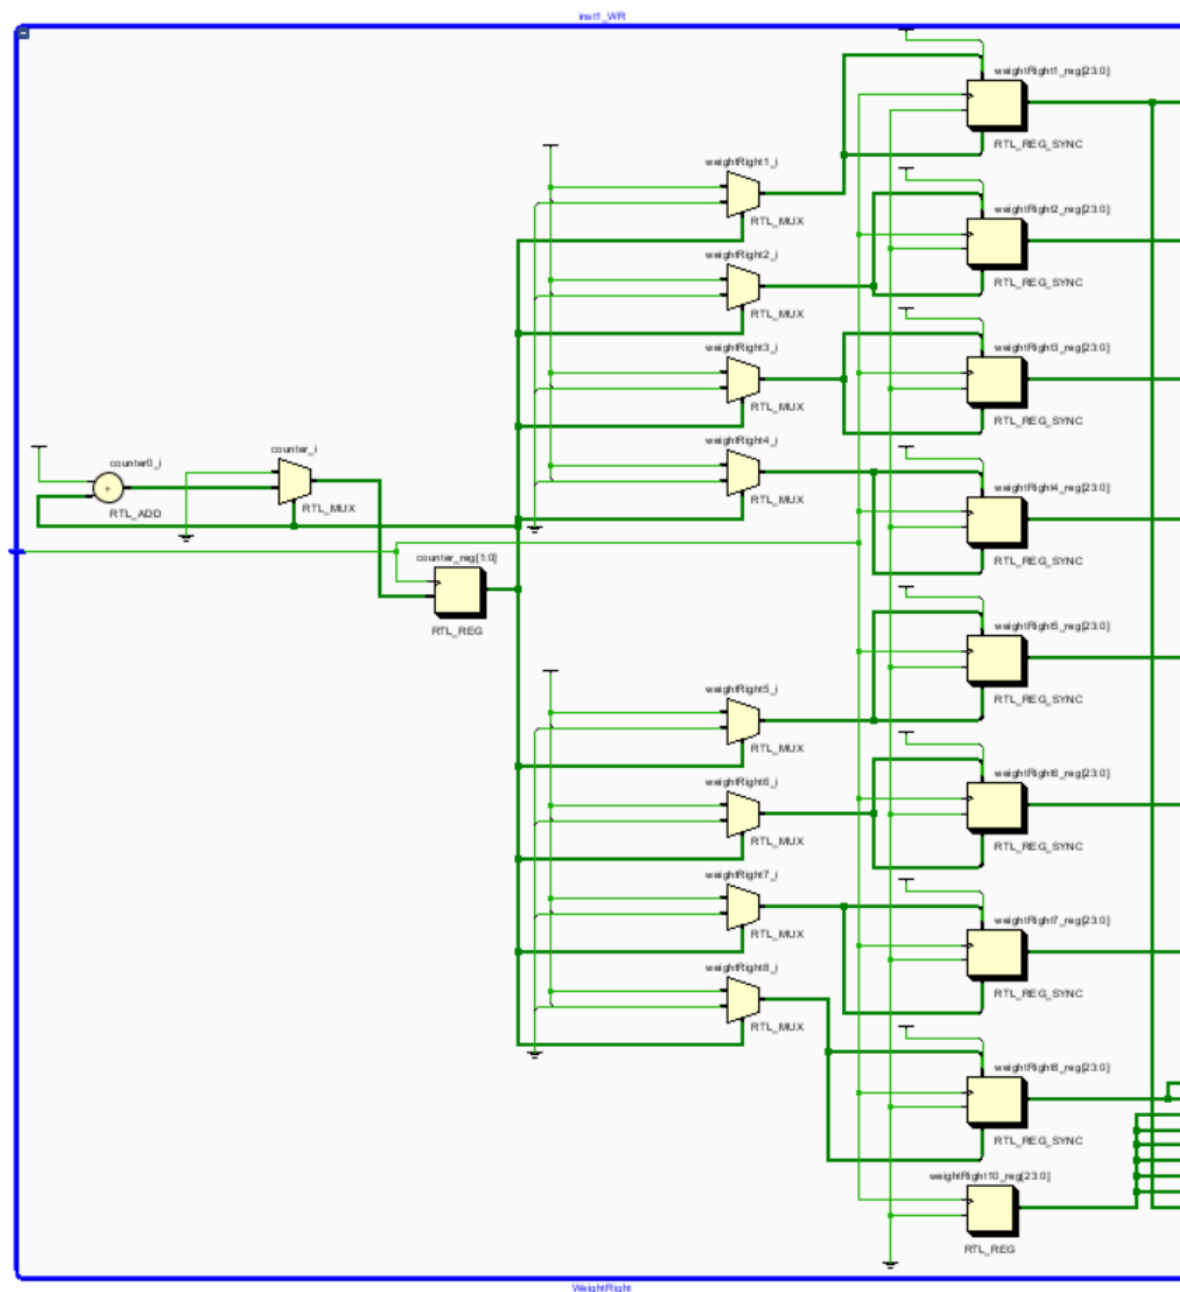 inst1_WR
weightRight1_reg[23:0]
RTL_REG_SYNC
weightRight1_i
RTL_MUX
weightRight2_reg[23:0]
RTL_REG_SYNC
weightRight2_i
RTL_MUX
weightRight3_reg[23:0]
RTL_REG_SYNC
weightRight3_i
RTL_MUX
weightRight4_i
RTL_MUX
weightRight4_reg[23:0]
RTL_REG_SYNC
counter0_i
+
RTL_ADD
counter_i
RTL_MUX
counter_reg[1:0]
RTL_REG
weightRight5_reg[23:0]
RTL_REG_SYNC
weightRight5_i
RTL_MUX
weightRight6_reg[23:0]
RTL_REG_SYNC
weightRight6_i
RTL_MUX
weightRight7_i
RTL_MUX
weightRight7_reg[23:0]
RTL_REG_SYNC
weightRight8_i
RTL_MUX
weightRight8_reg[23:0]
RTL_REG_SYNC
weightRight10_reg[23:0]
RTL_REG
WeightRight